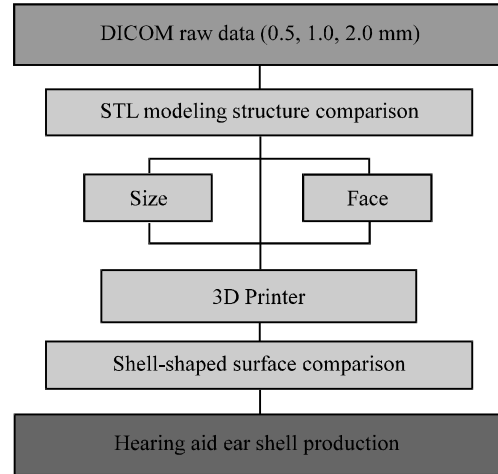 DICOM raw data (0.5, 1.0, 2.0 mm)
STL modeling structure comparison
Size
Face
3D Printer
Shell-shaped surface comparison
Hearing aid ear shell production